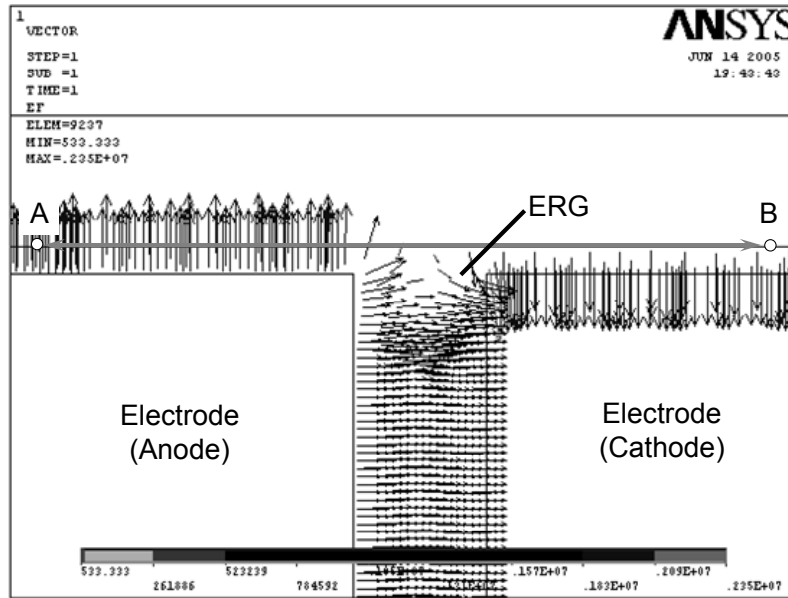 1
VECTOR
STEP=1
SUB =1
TIME=1
EF
ELEM=9237
MIN=533.333
MAX=.235E+07
ANSYS
JUN 14 2005
19:43:43
A
ERG
B
Electrode
(Anode)
Electrode
(Cathode)
533.333
261886
523239
784592
.157E+07
.183E+07
.209E+07
.235E+07